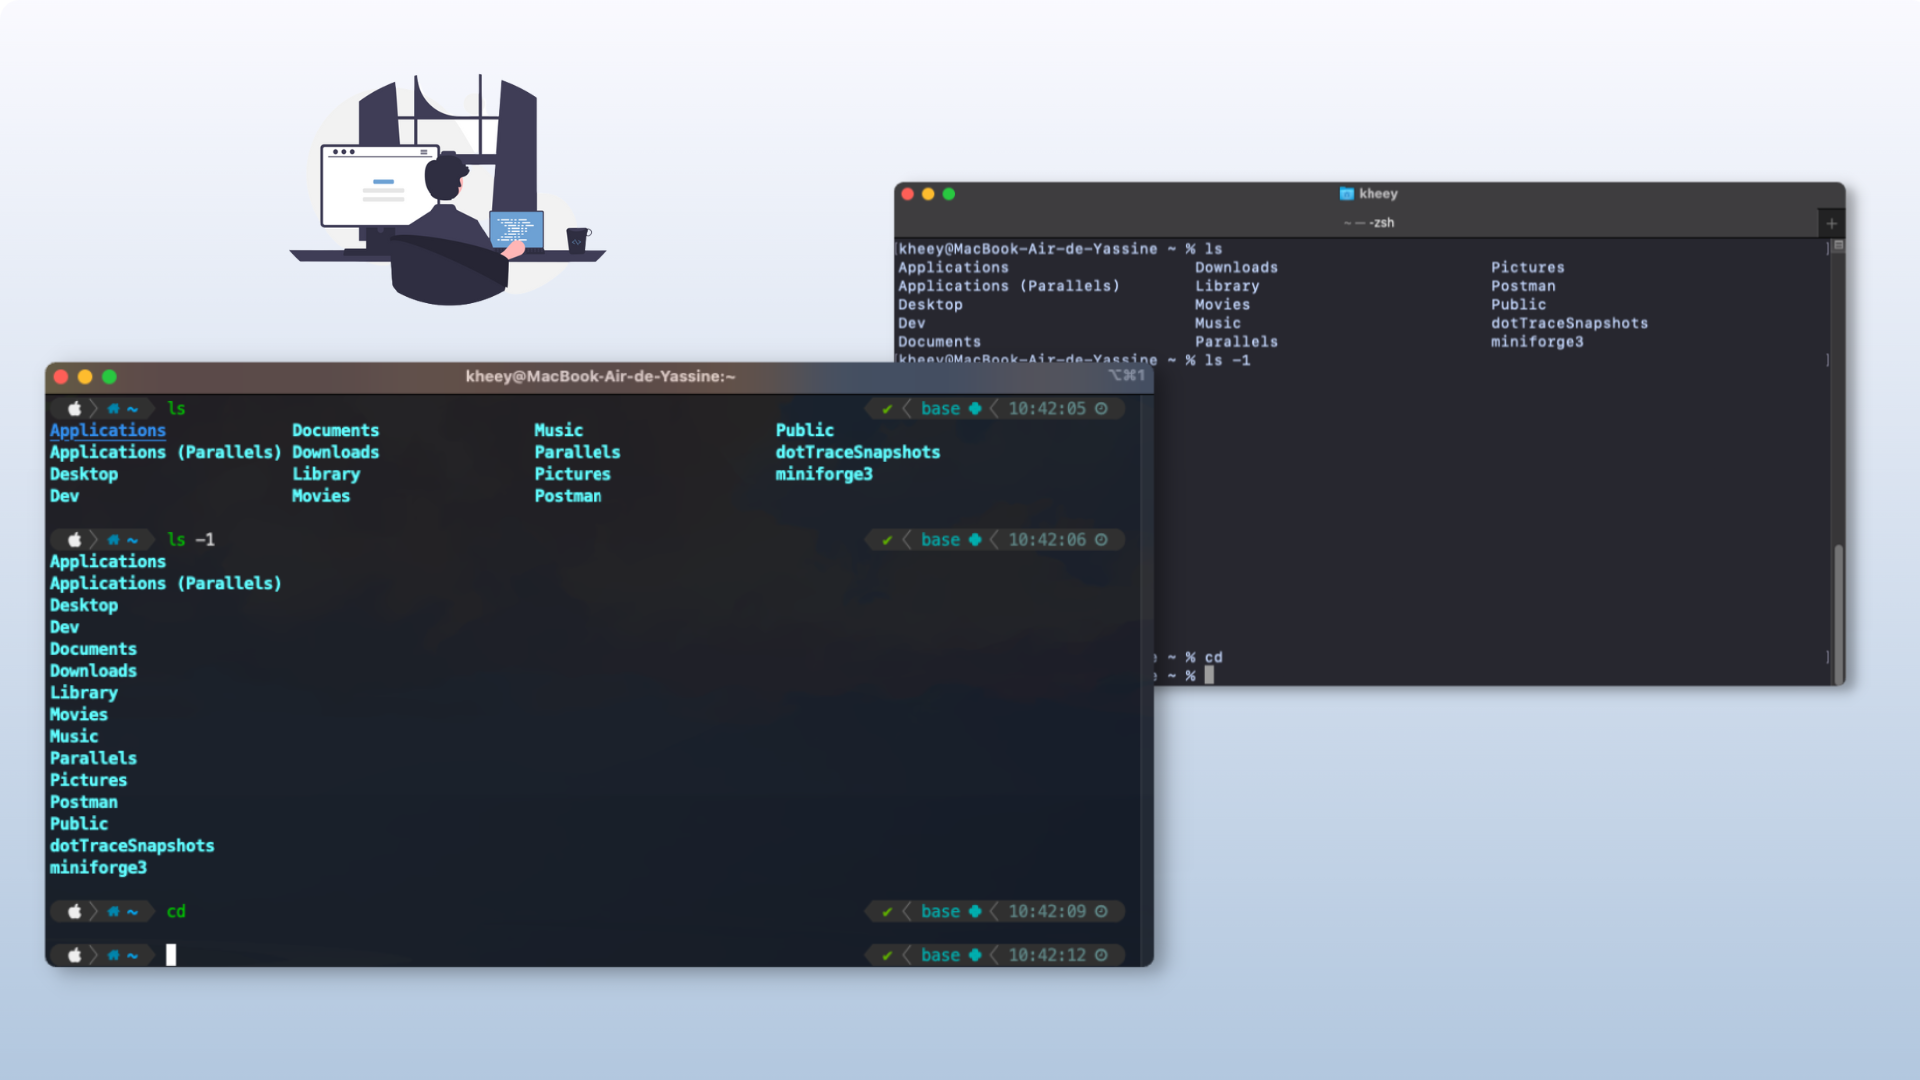 kheey
~ — -zsh
kheey@MacBook-Air-de-Yassine ~ % ls
Applications Downloads Pictures
Applications (Parallels) Library Postman
Desktop Movies Public
Dev Music dotTraceSnapshots
Documents Parallels miniforge3
kheey@MacBook-Air-de-Yassine ~ % ls -1
~ % cd
~ %
kheey@MacBook-Air-de-Yassine:~ ⌥⌘1
~ ls ✔ base 10:42:05
Applications Documents Music Public
Applications (Parallels) Downloads Parallels dotTraceSnapshots
Desktop Library Pictures miniforge3
Dev Movies Postman
~ ls -1 ✔ base 10:42:06
Applications
Applications (Parallels)
Desktop
Dev
Documents
Downloads
Library
Movies
Music
Parallels
Pictures
Postman
Public
dotTraceSnapshots
miniforge3
~ cd ✔ base 10:42:09
~ ✔ base 10:42:12